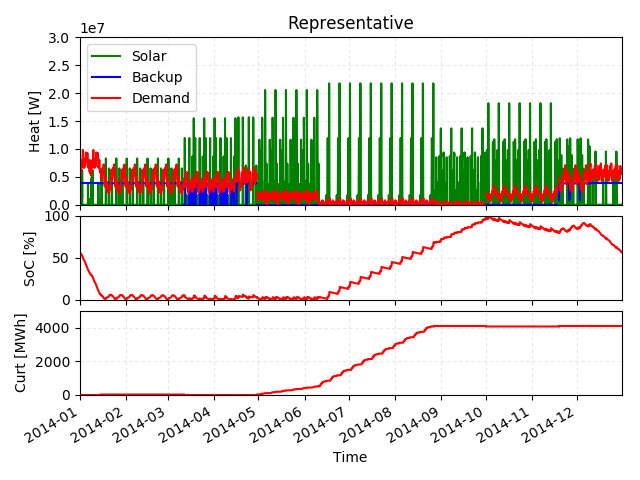 Representative
1e7
3.0
2.5
2.0
1.5
1.0
0.5
0.0
Heat [W]
Solar
Backup
Demand
100
50
0
SoC [%]
4000
2000
0
Curt [MWh]
2014-01
2014-02
2014-03
2014-04
2014-05
2014-06
2014-07
2014-08
2014-09
2014-10
2014-11
2014-12
Time